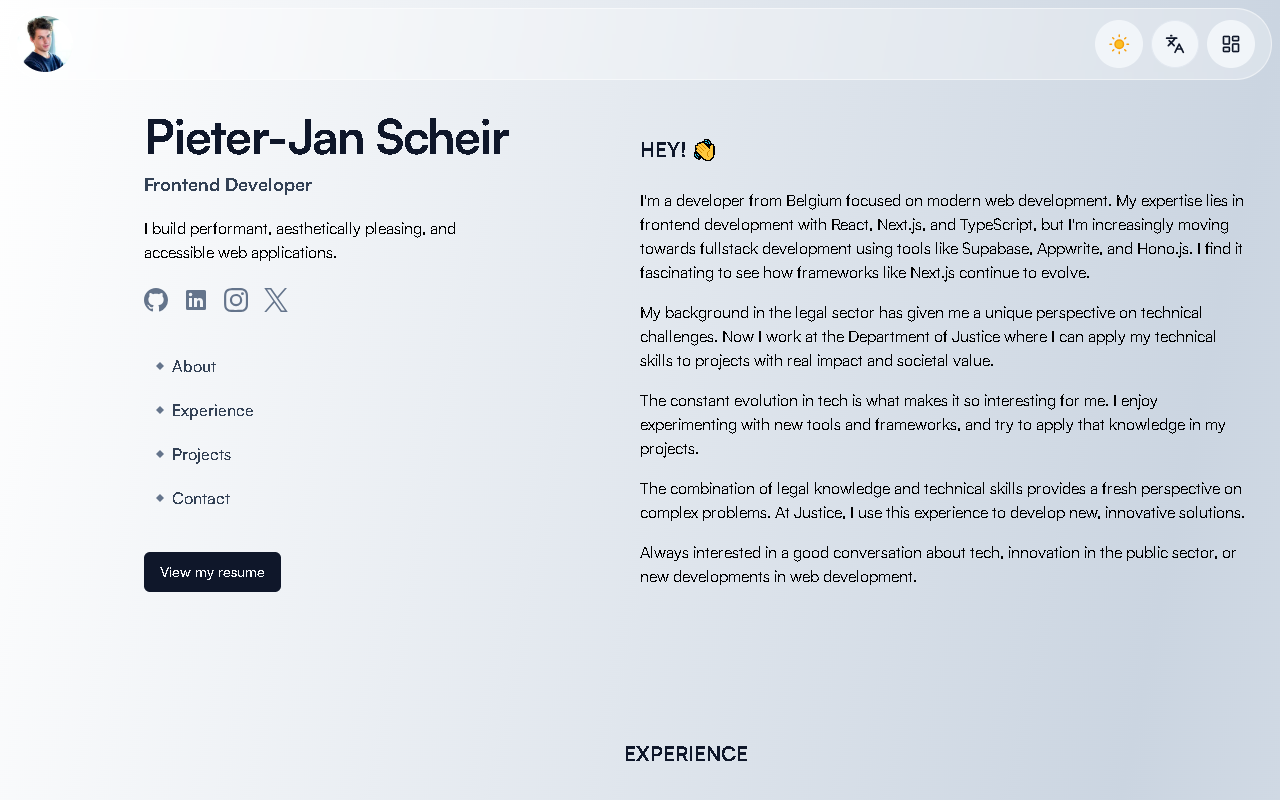 Pieter-Jan Scheir
Frontend Developer
I build performant, aesthetically pleasing, and
accessible web applications.
About
Experience
Projects
Contact
View my resume
HEY! 👏
I'm a developer from Belgium focused on modern web development. My expertise lies in
frontend development with React, Next.js, and TypeScript, but I'm increasingly moving
towards fullstack development using tools like Supabase, Appwrite, and Hono.js. I find it
fascinating to see how frameworks like Next.js continue to evolve.
My background in the legal sector has given me a unique perspective on technical
challenges. Now I work at the Department of Justice where I can apply my technical
skills to projects with real impact and societal value.
The constant evolution in tech is what makes it so interesting for me. I enjoy
experimenting with new tools and frameworks, and try to apply that knowledge in my
projects.
The combination of legal knowledge and technical skills provides a fresh perspective on
complex problems. At Justice, I use this experience to develop new, innovative solutions.
Always interested in a good conversation about tech, innovation in the public sector, or
new developments in web development.
EXPERIENCE